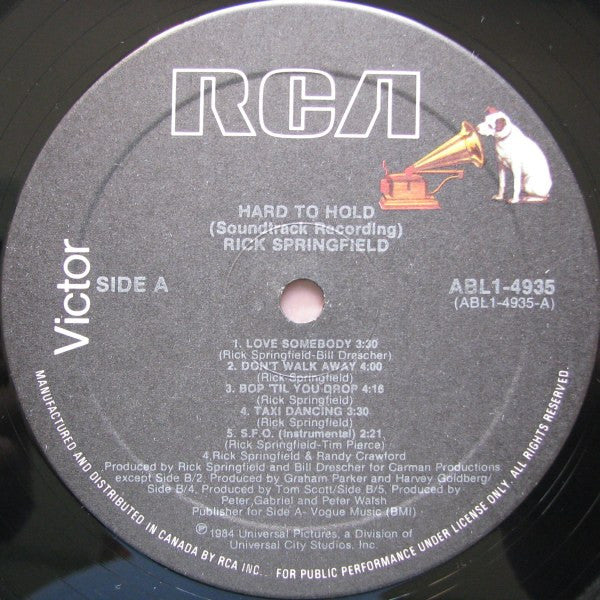 RCA
HARD TO HOLD
(Soundtrack Recording)
RICK SPRINGFIELD
Victor
SIDE A
ABL1-4935
(ABL1-4935-A)
1. LOVE SOMEBODY 3:30
(Rick Springfield-Bill Drescher)
2. DON'T WALK AWAY 4:00
(Rick Springfield)
3. BOP 'TIL YOU DROP 4:16
(Rick Springfield)
4. TAXI DANCING 3:30
(Rick Springfield)
5. S.F.O. (Instrumental) 2:21
(Rick Springfield-Tim Pierce)
4,Rick Springfield & Randy Crawford
Produced by Rick Springfield and Bill Drescher for Carman Productions
except Side B/2, Produced by Graham Parker and Harvey Goldberg/
Side B/4, Produced by Tom Scott/Side B/5, Produced by
Peter Gabriel and Peter Walsh
Publisher for Side A- Vogue Music (BMI)
℗ 1984 Universal Pictures, a Division of
Universal City Studios, Inc.
MANUFACTURED AND DISTRIBUTED IN CANADA BY RCA INC.. FOR PUBLIC PERFORMANCE UNDER LICENSE ONLY. ALL RIGHTS RESERVED.